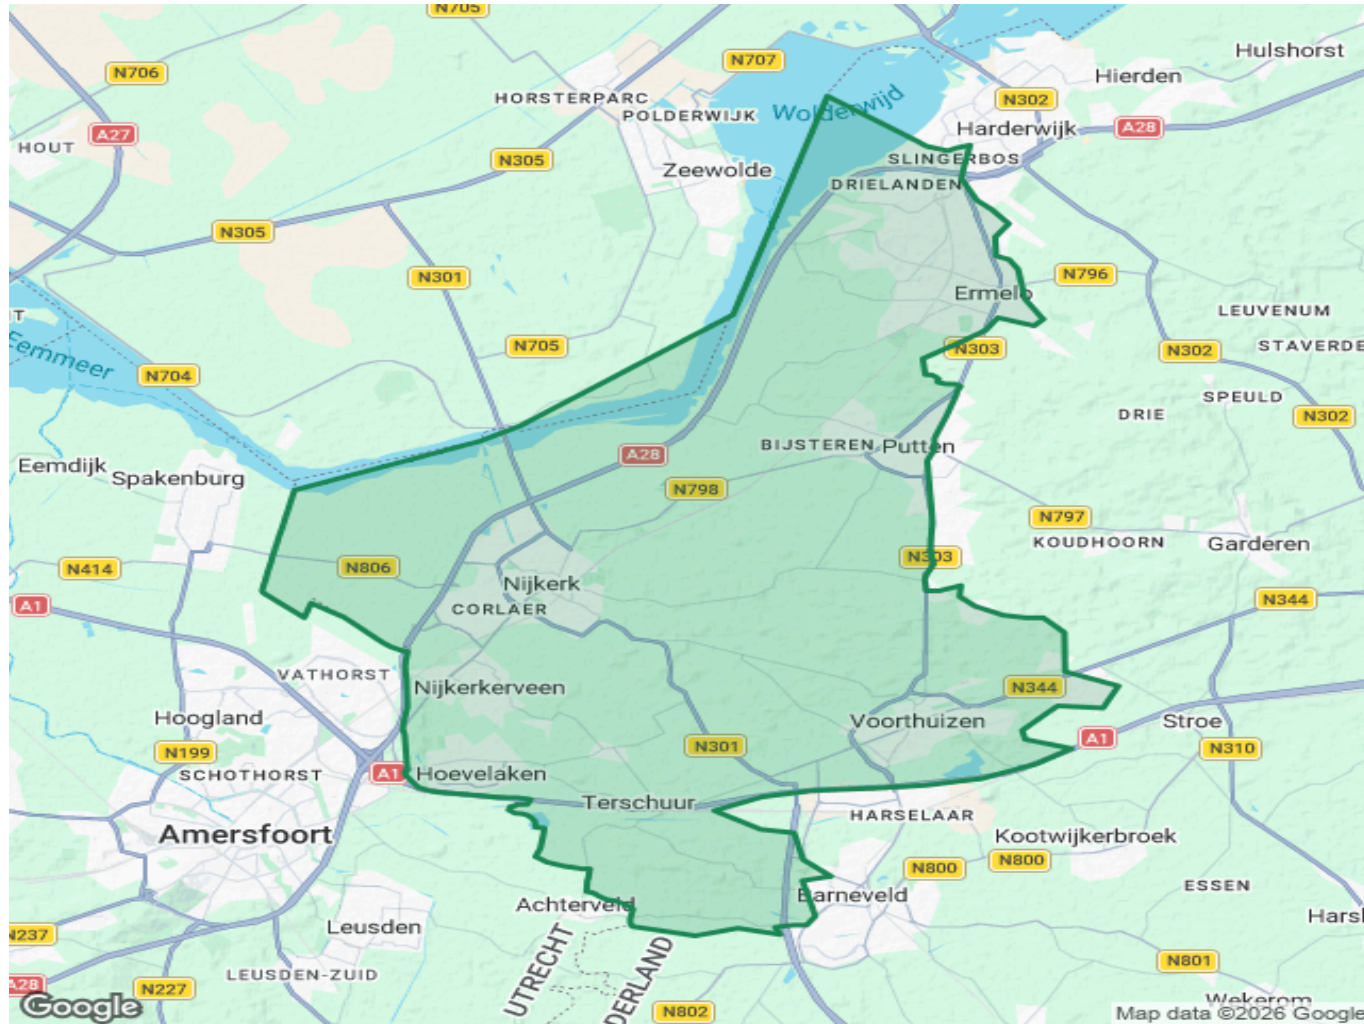 N705
Hulshorst
N706
N707
Hierden
HORSTERPARC
N302
Wolderwijd
POLDERWIJK
A27
Harderwijk
A28
HOUT
N305
SLINGERBOS
Zeewolde
DRIELANDEN
N305
N301
N796
Ermelo
LEUVENUM
Eemmeer
N705
N303
N302
STAVERDE
N704
SPEULD
DRIE
N302
BIJSTEREN
Putten
A28
Eemdijk
Spakenburg
N798
N797
KOUDHOORN
Garderen
N414
N806
N303
Nijkerk
A1
CORLAER
N344
VATHORST
Nijkerkerveen
N344
Hoogland
Voorthuizen
Stroe
A1
N199
N301
N310
SCHOTHORST
A1
Hoevelaken
Terschuur
HARSELAAR
Amersfoort
Kootwijkerbroek
N800
N800
ESSEN
Barneveld
Achterveld
Leusden
Hars
N237
UTRECHT
DERLAND
LEUSDEN-ZUID
N801
A28
N227
Wekerom
Google
N802
Map data ©2026 Google